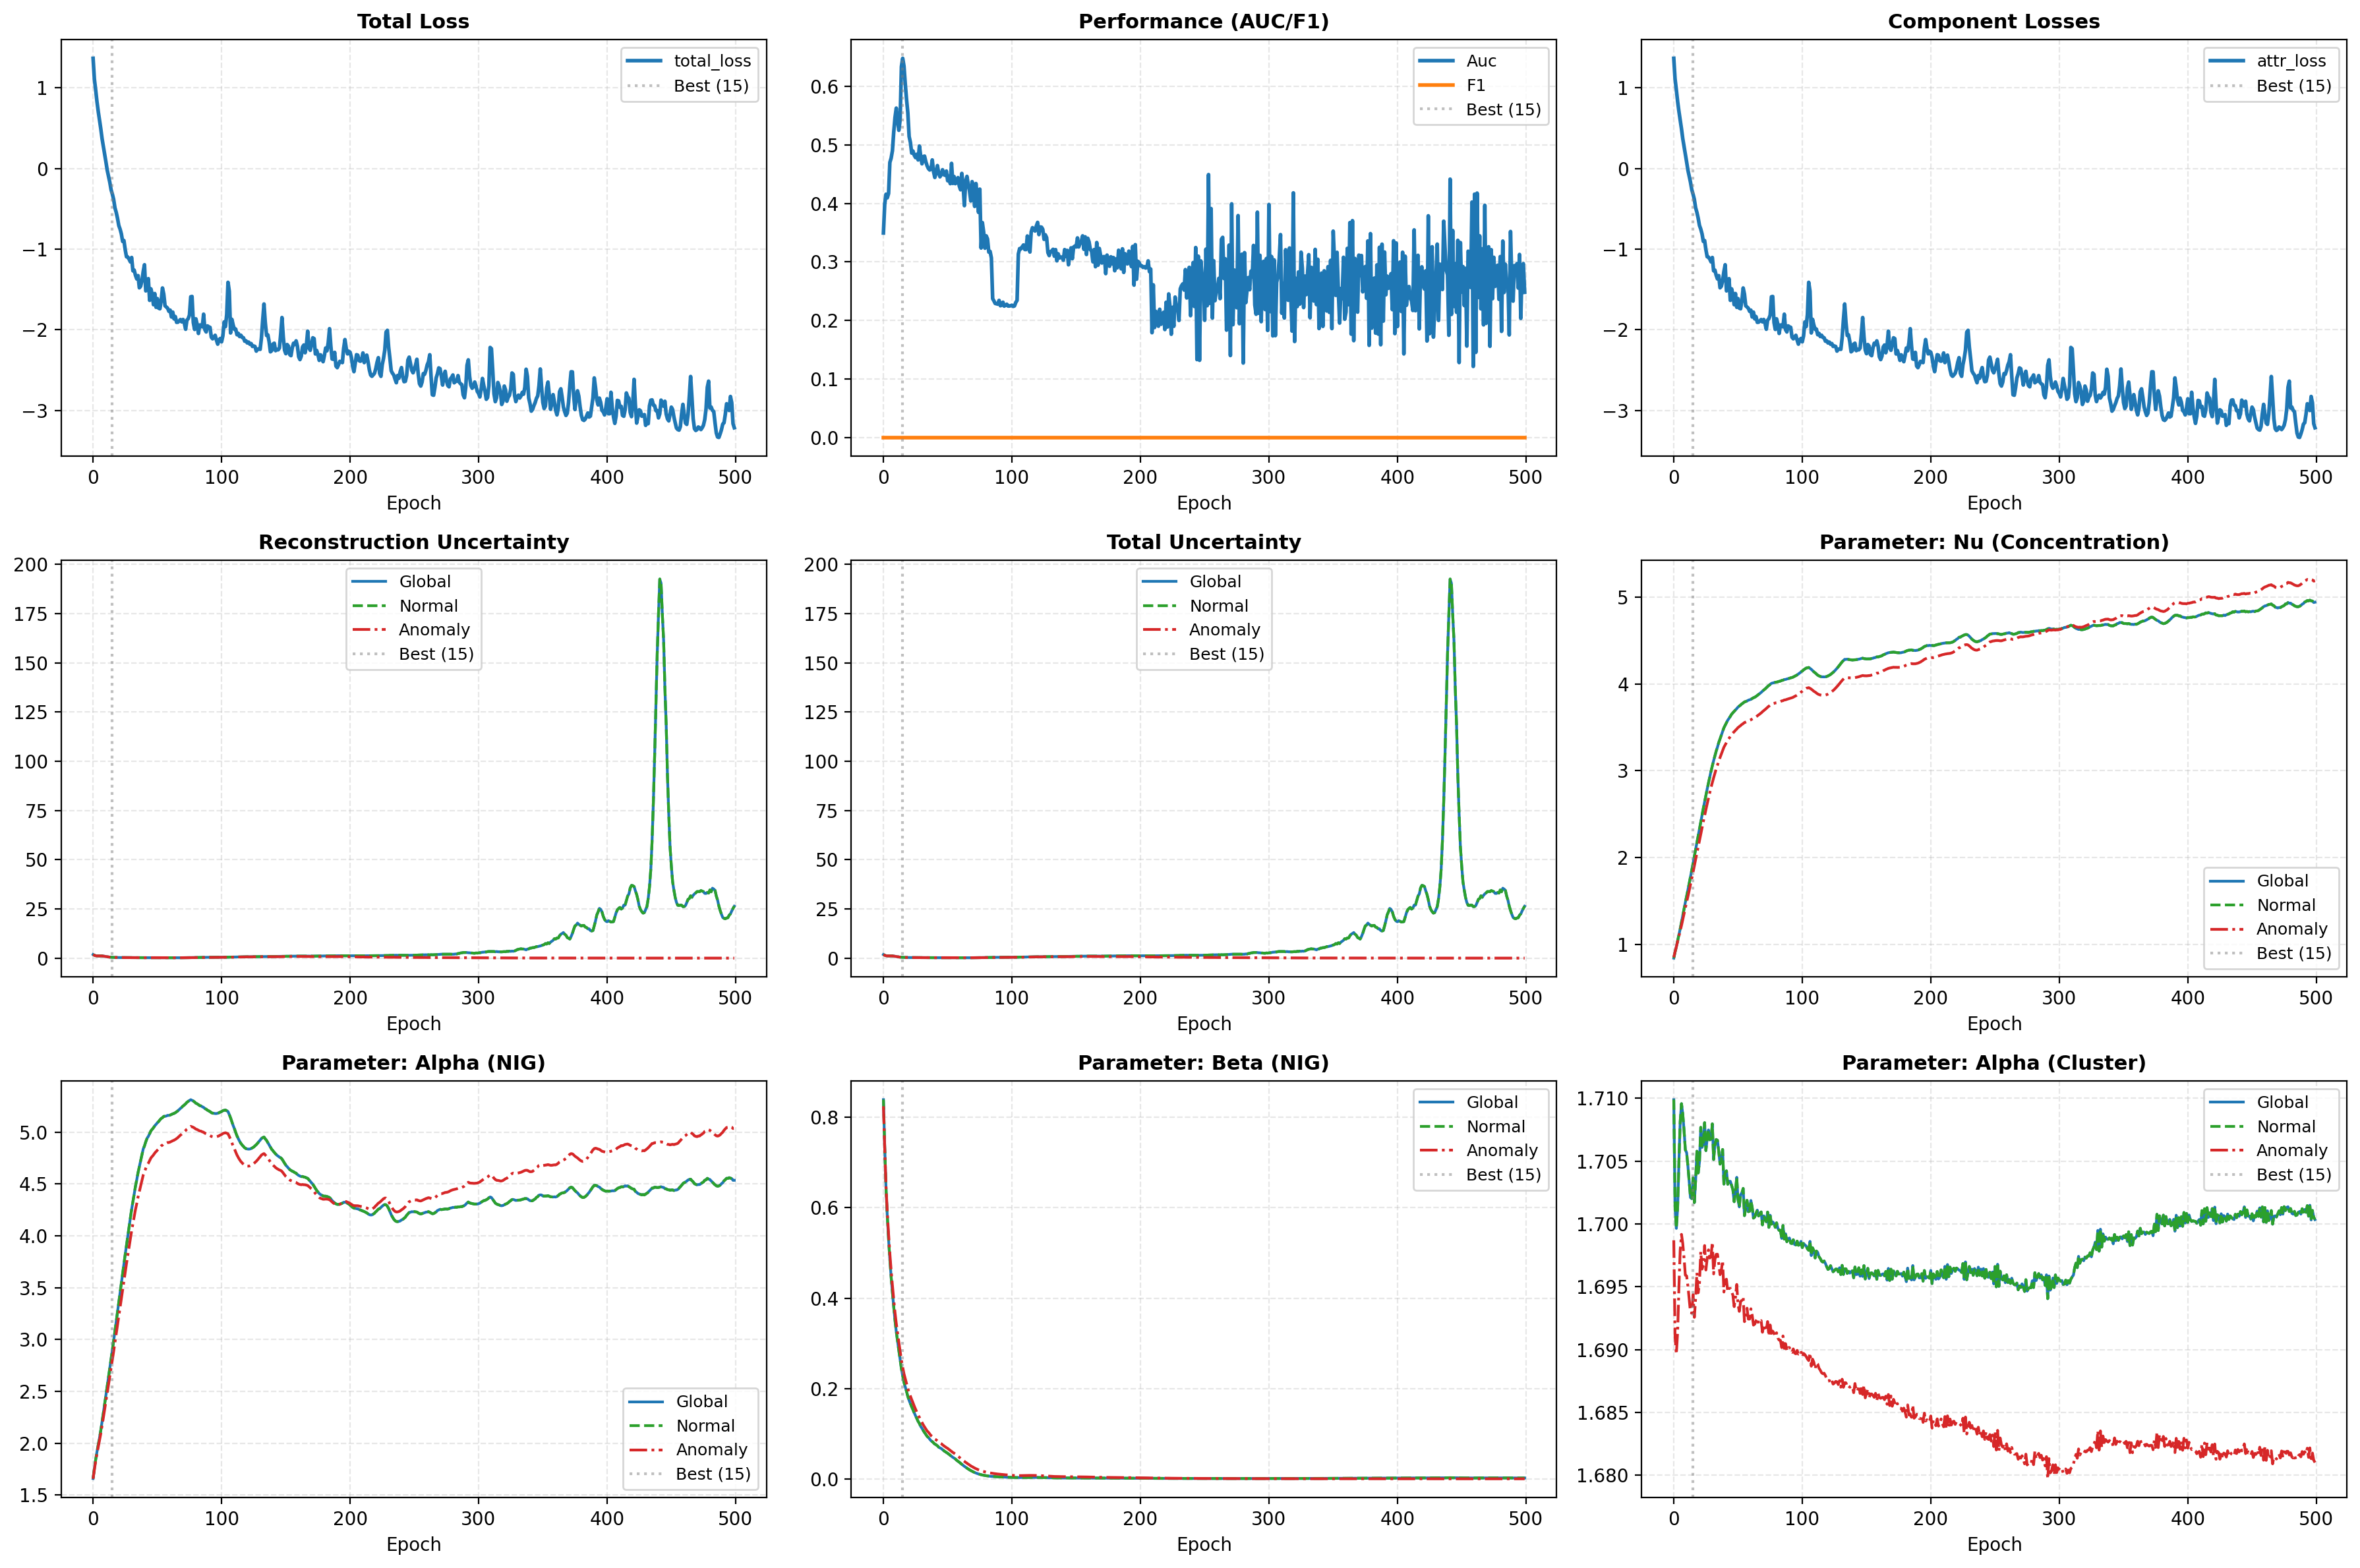 Total Loss
1
0
−1
−2
−3
0 100 200 300 400 500
Epoch
total_loss
Best (15)
Performance (AUC/F1)
0.6
0.5
0.4
0.3
0.2
0.1
0.0
0 100 200 300 400 500
Epoch
Auc
F1
Best (15)
Component Losses
1
0
−1
−2
−3
0 100 200 300 400 500
Epoch
attr_loss
Best (15)
Reconstruction Uncertainty
200
175
150
125
100
75
50
25
0
0 100 200 300 400 500
Epoch
Global
Normal
Anomaly
Best (15)
Total Uncertainty
200
175
150
125
100
75
50
25
0
0 100 200 300 400 500
Epoch
Global
Normal
Anomaly
Best (15)
Parameter: Nu (Concentration)
5
4
3
2
1
0 100 200 300 400 500
Epoch
Global
Normal
Anomaly
Best (15)
Parameter: Alpha (NIG)
5.0
4.5
4.0
3.5
3.0
2.5
2.0
1.5
0 100 200 300 400 500
Epoch
Global
Normal
Anomaly
Best (15)
Parameter: Beta (NIG)
0.8
0.6
0.4
0.2
0.0
0 100 200 300 400 500
Epoch
Global
Normal
Anomaly
Best (15)
Parameter: Alpha (Cluster)
1.710
1.705
1.700
1.695
1.690
1.685
1.680
0 100 200 300 400 500
Epoch
Global
Normal
Anomaly
Best (15)